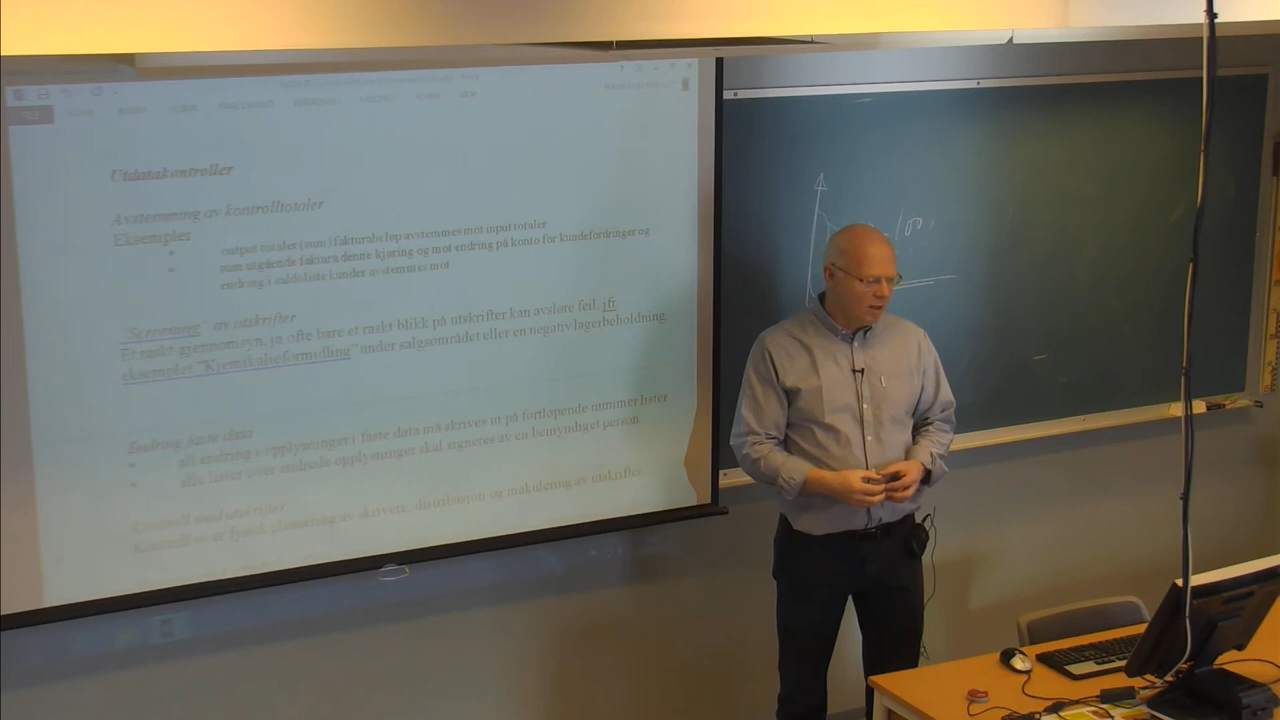 Utdatakontroller
Avstemming av kontrolltotaler
Eksempler
output totaler (sum) fakturabeløp avstemmes mot input totaler
sum utgående faktura denne kjøring og mot endring på konto for kundefordringer og
endring i saldoliste kunder avstemmes mot
"Screening" av utskrifter
Et raskt gjennomsyn, ja ofte bare et raskt blikk på utskrifter kan avsløre feil, jfr.
eksemplet "Kjemikalieformidling" under salgsområdet eller en negativ lagerbeholdning.
Endring faste data
all endring i opplysninger i faste data må skrives ut på fortløpende nummer lister
alle lister over endrede opplysninger skal signeres av en bemyndiget person
Kontroll med utskrifter
Kontroll av fysisk plassering av skrivere, distribusjon og makulering av utskrifter
100,